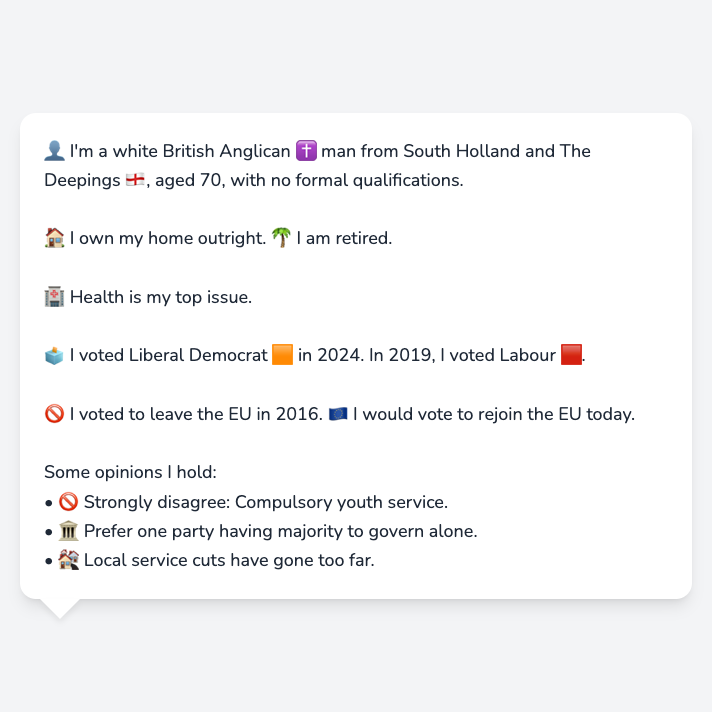 👤 I'm a white British Anglican ✝️ man from South Holland and The
Deepings 🏴󠁧󠁢󠁥󠁮󠁧󠁿, aged 70, with no formal qualifications.
🏠 I own my home outright. 🌴 I am retired.
🏥 Health is my top issue.
🗳️ I voted Liberal Democrat 🟧 in 2024. In 2019, I voted Labour 🟥.
🚫 I voted to leave the EU in 2016. 🇪🇺 I would vote to rejoin the EU today.
Some opinions I hold:
• 🚫 Strongly disagree: Compulsory youth service.
• 🏛️ Prefer one party having majority to govern alone.
• 🏚️ Local service cuts have gone too far.